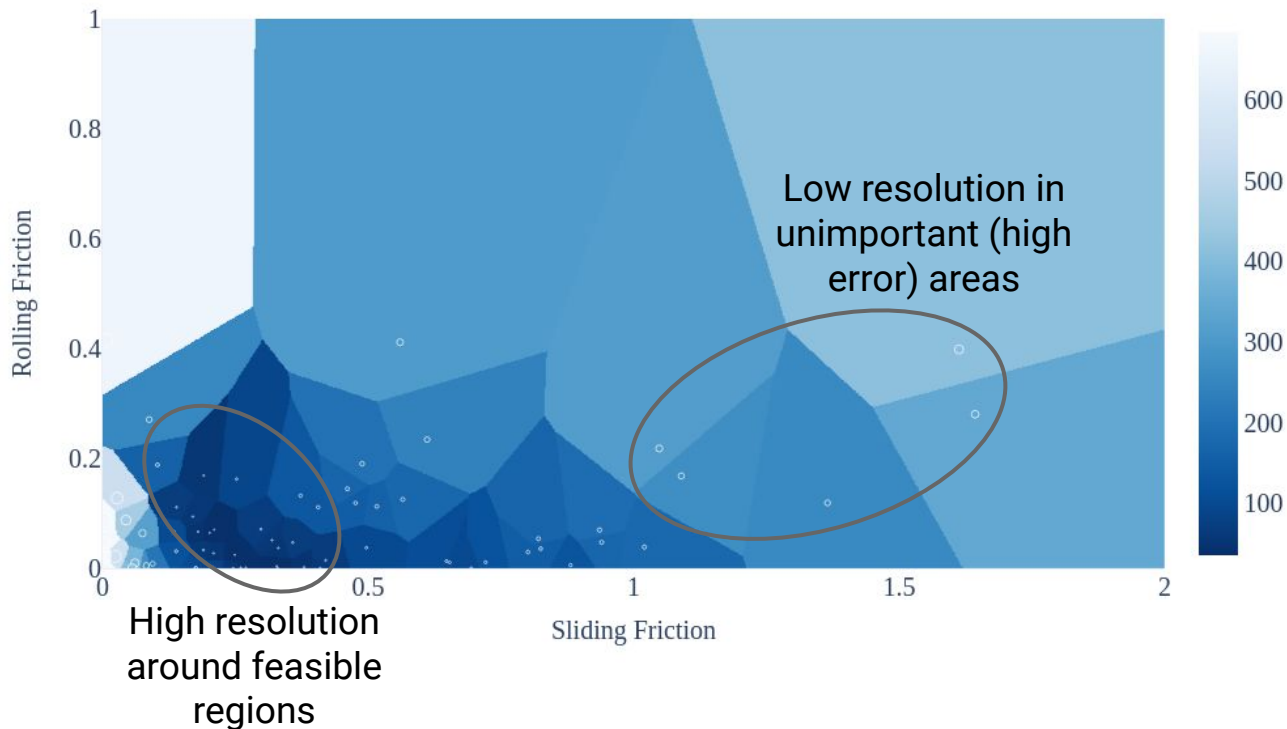 1
0.8
0.6
0.4
0.2
0
Rolling Friction
0
0.5
1
1.5
2
Sliding Friction
Low resolution in
unimportant (high
error) areas
High resolution
around feasible
regions
600
500
400
300
200
100